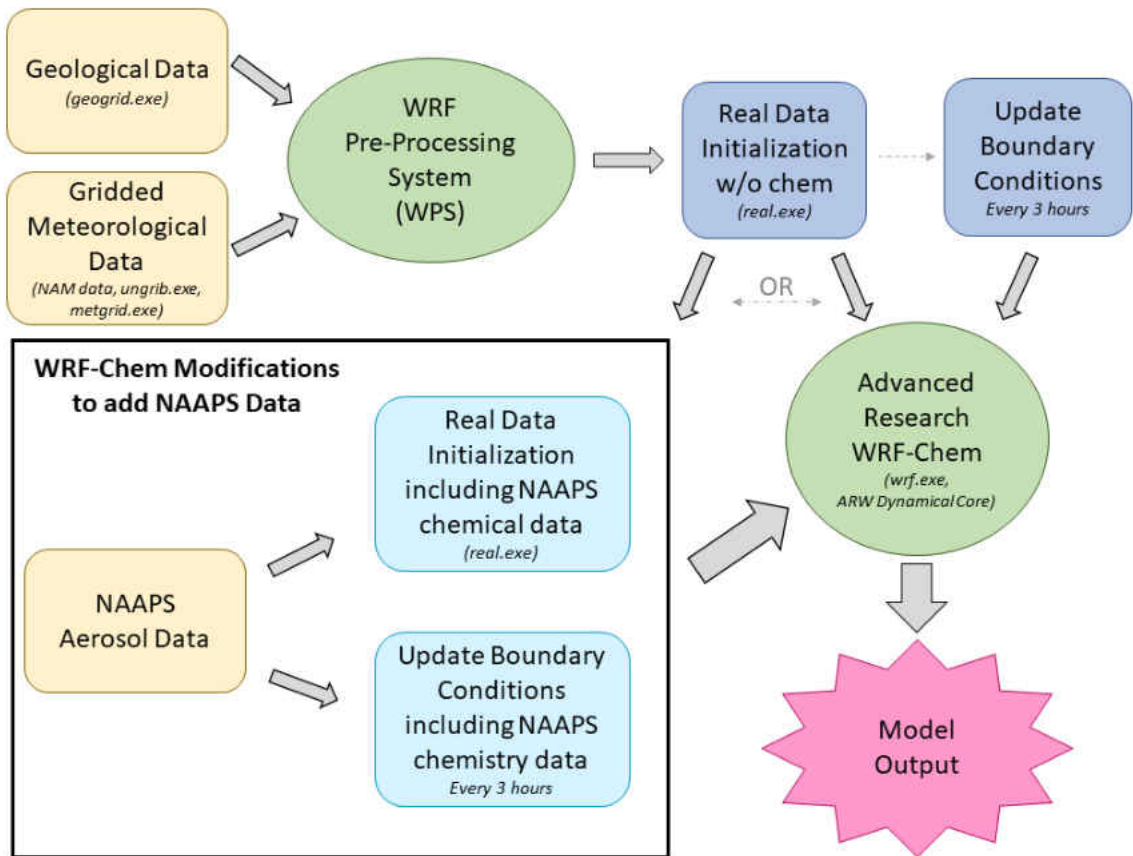 Geological Data
(geogrid.exe)
Gridded
Meteorological
Data
(NAM data, ungrib.exe,
metgrid.exe)
WRF
Pre-Processing
System
(WPS)
Real Data
Initialization
w/o chem
(real.exe)
Update
Boundary
Conditions
Every 3 hours
OR
WRF-Chem Modifications
to add NAAPS Data
NAAPS
Aerosol Data
Real Data
Initialization
including NAAPS
chemical data
(real.exe)
Update Boundary
Conditions
including NAAPS
chemistry data
Every 3 hours
Advanced
Research
WRF-Chem
(wrf.exe,
ARW Dynamical Core)
Model
Output